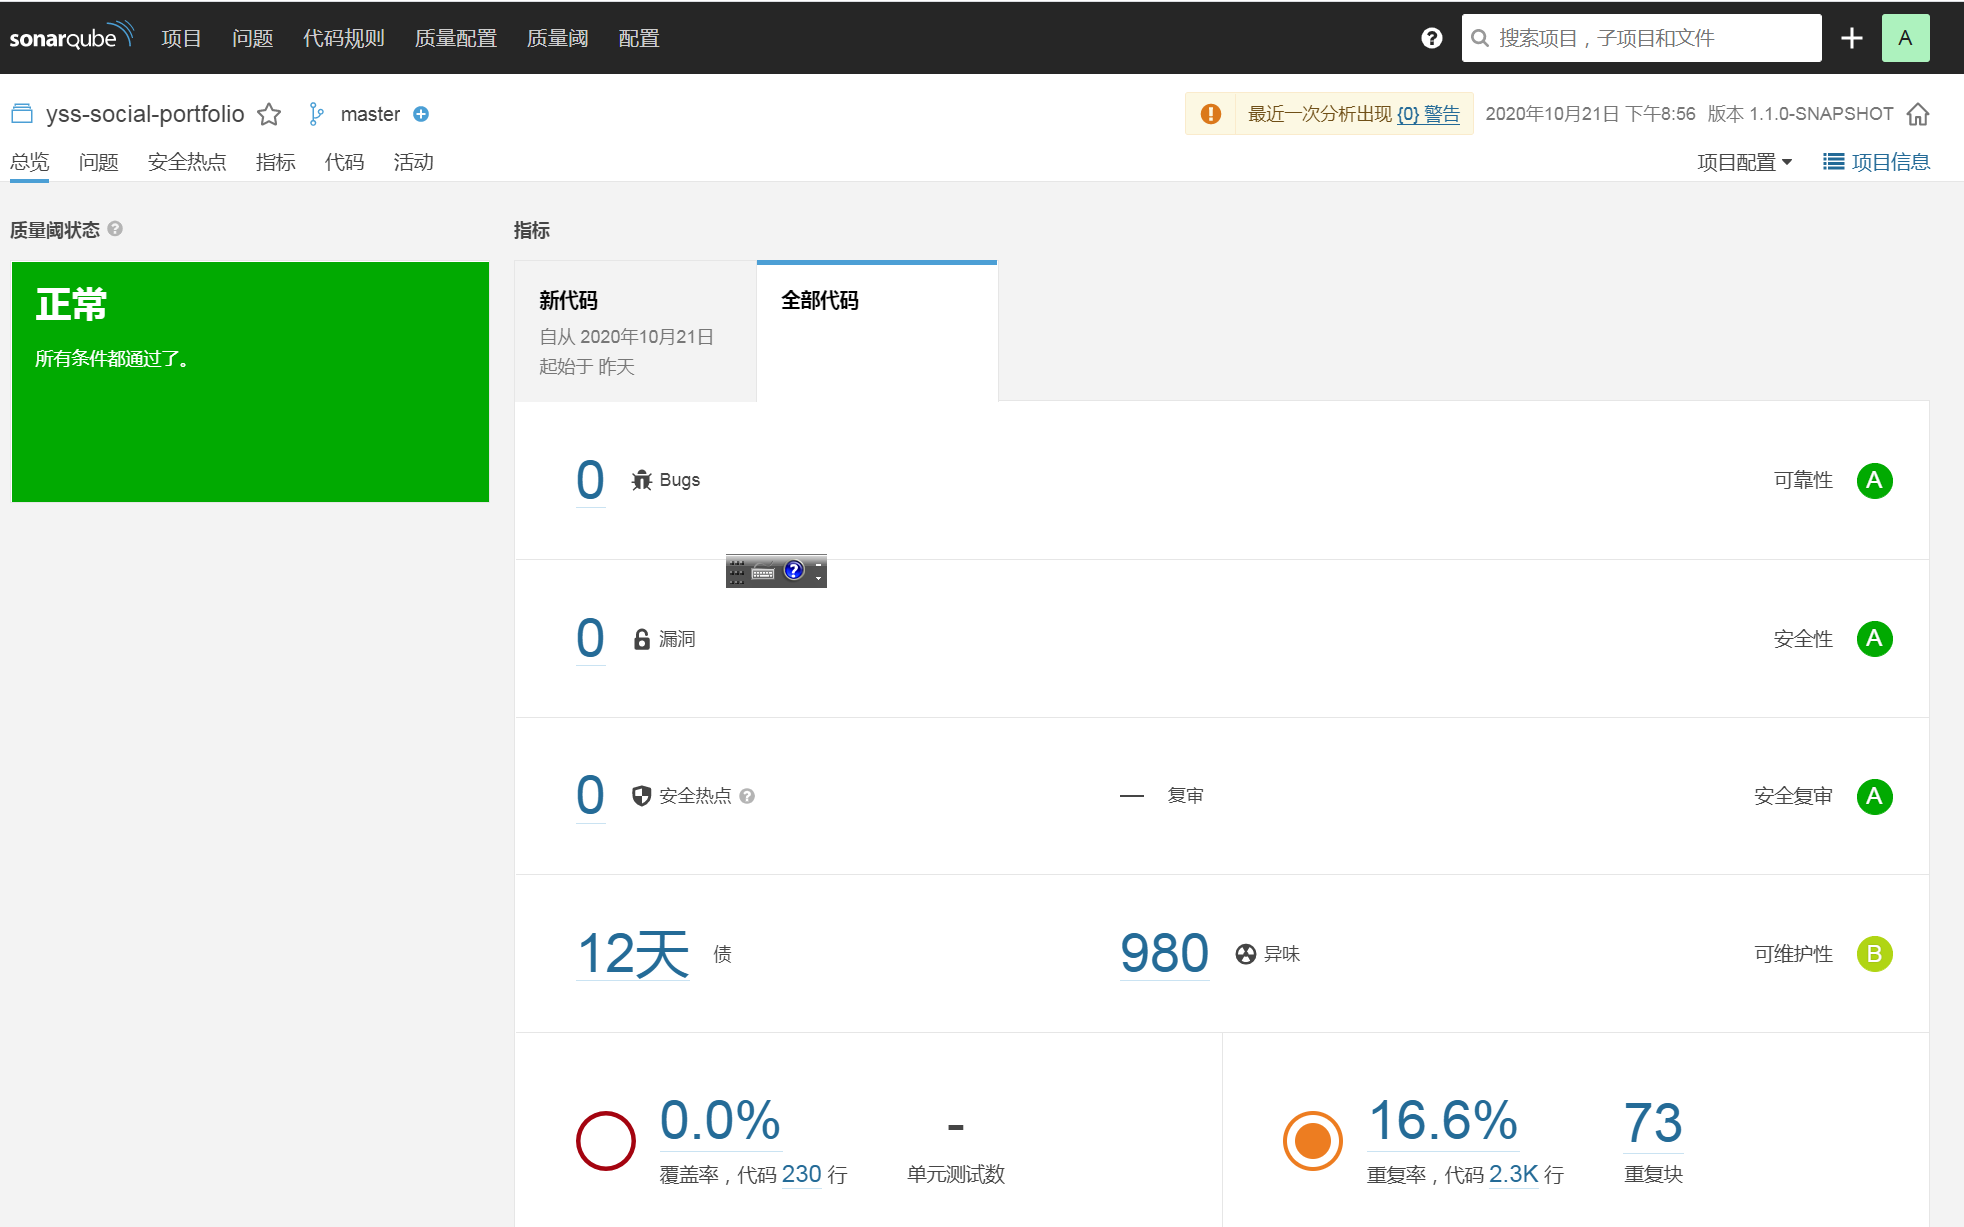 sonarqube 项目 问题 代码规则 质量配置 质量阈 配置 搜索项目，子项目和文件 A
yss-social-portfolio master 最近一次分析出现 {0} 警告 2020年10月21日 下午8:56 版本 1.1.0-SNAPSHOT
总览 问题 安全热点 指标 代码 活动 项目配置 项目信息
质量阈状态
正常
所有条件都通过了。
指标
新代码
自从 2020年10月21日
起始于 昨天
全部代码
0 Bugs 可靠性 A
0 漏洞 安全性 A
0 安全热点 — 复审 安全复审 A
12天 债 980 异味 可维护性 B
0.0% -
覆盖率，代码 230 行 单元测试数
16.6% 73
重复率，代码 2.3K 行 重复块